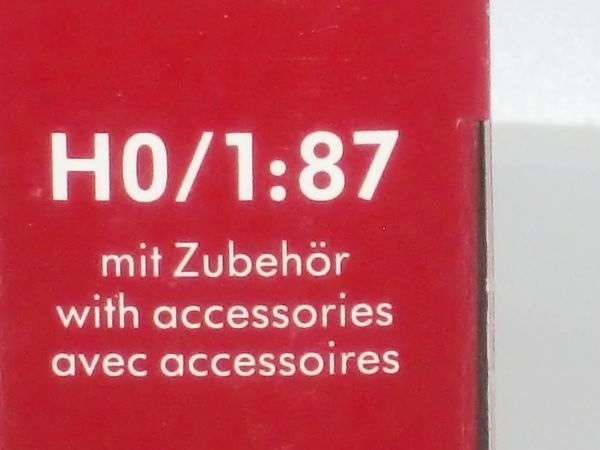 H0/1:87
mit Zubehör
with accessories
avec accessoires